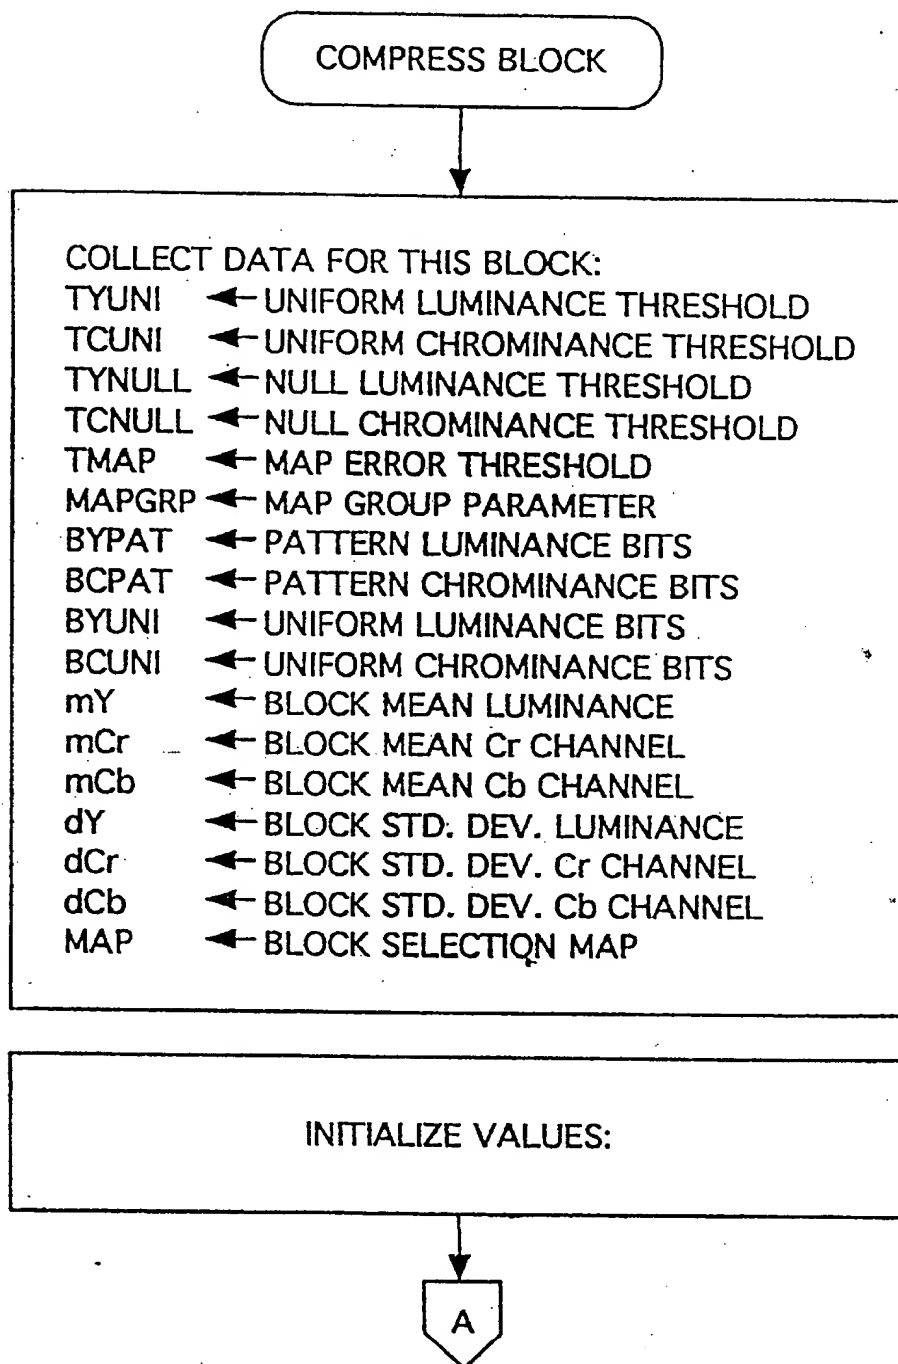 COMPRESS BLOCK
COLLECT DATA FOR THIS BLOCK:
TYUNI ← UNIFORM LUMINANCE THRESHOLD
TCUNI ← UNIFORM CHROMINANCE THRESHOLD
TYNULL ← NULL LUMINANCE THRESHOLD
TCNULL ← NULL CHROMINANCE THRESHOLD
TMAP ← MAP ERROR THRESHOLD
MAPGRP ← MAP GROUP PARAMETER
BYPAT ← PATTERN LUMINANCE BITS
BCPAT ← PATTERN CHROMINANCE BITS
BYUNI ← UNIFORM LUMINANCE BITS
BCUNI ← UNIFORM CHROMINANCE BITS
mY ← BLOCK MEAN LUMINANCE
mCr ← BLOCK MEAN Cr CHANNEL
mCb ← BLOCK MEAN Cb CHANNEL
dY ← BLOCK STD. DEV. LUMINANCE
dCr ← BLOCK STD. DEV. Cr CHANNEL
dCb ← BLOCK STD. DEV. Cb CHANNEL
MAP ← BLOCK SELECTION MAP
INITIALIZE VALUES:
A